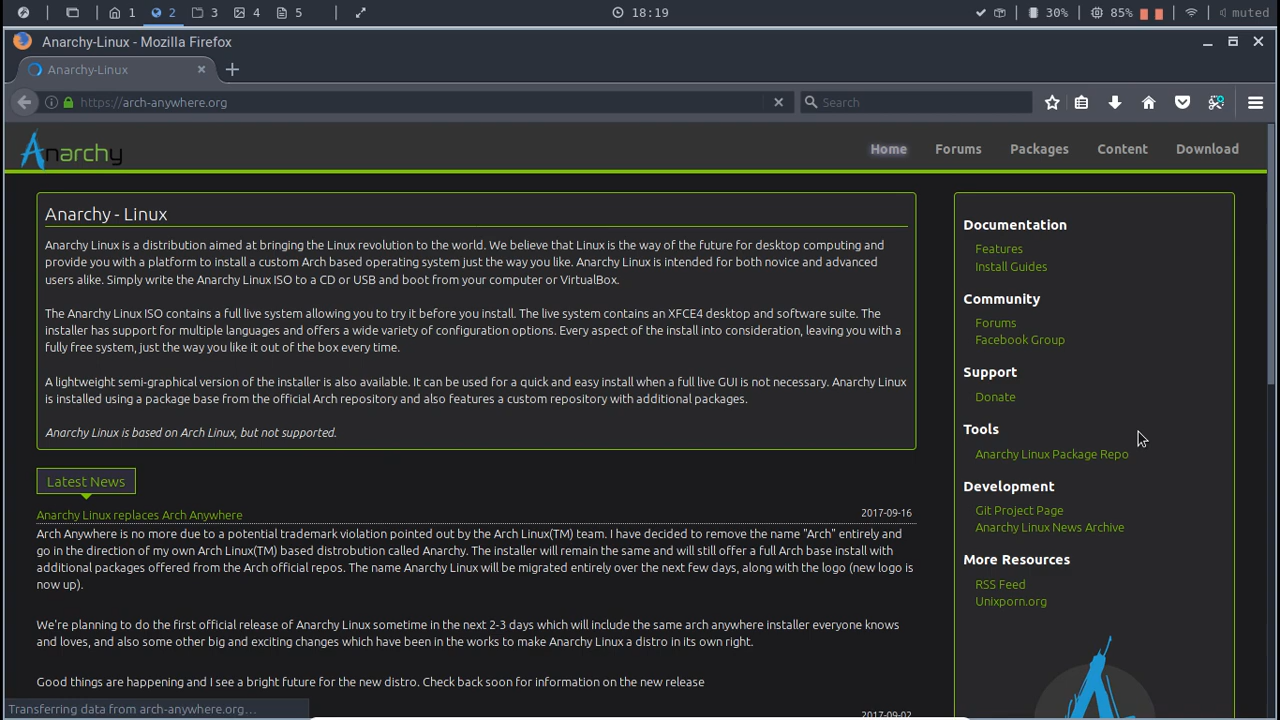 1 2 3 4 5 18:19 30% 85% muted
Anarchy-Linux - Mozilla Firefox
Anarchy-Linux
https://arch-anywhere.org
Search
Anarchy
Home Forums Packages Content Download
Anarchy - Linux
Anarchy Linux is a distribution aimed at bringing the Linux revolution to the world. We believe that Linux is the way of the future for desktop computing and
provide you with a platform to install a custom Arch based operating system just the way you like. Anarchy Linux is intended for both novice and advanced
users alike. Simply write the Anarchy Linux ISO to a CD or USB and boot from your computer or VirtualBox.
The Anarchy Linux ISO contains a full live system allowing you to try it before you install. The live system contains an XFCE4 desktop and software suite. The
installer has support for multiple languages and offers a wide variety of configuration options. Every aspect of the install into consideration, leaving you with a
fully free system, just the way you like it out of the box every time.
A lightweight semi-graphical version of the installer is also available. It can be used for a quick and easy install when a full live GUI is not necessary. Anarchy Linux
is installed using a package base from the official Arch repository and also features a custom repository with additional packages.
Anarchy Linux is based on Arch Linux, but not supported.
Latest News
Anarchy Linux replaces Arch Anywhere 2017-09-16
Arch Anywhere is no more due to a potential trademark violation pointed out by the Arch Linux(TM) team. I have decided to remove the name "Arch" entirely and
go in the direction of my own Arch Linux(TM) based distrobution called Anarchy. The installer will remain the same and will still offer a full Arch base install with
additional packages offered from the Arch official repos. The name Anarchy Linux will be migrated entirely over the next few days, along with the logo (new logo is
now up).
We're planning to do the first official release of Anarchy Linux sometime in the next 2-3 days which will include the same arch anywhere installer everyone knows
and loves, and also some other big and exciting changes which have been in the works to make Anarchy Linux a distro in its own right.
Good things are happening and I see a bright future for the new distro. Check back soon for information on the new release
2017-09-02
Transferring data from arch-anywhere.org...
Documentation
Features
Install Guides
Community
Forums
Facebook Group
Support
Donate
Tools
Anarchy Linux Package Repo
Development
Git Project Page
Anarchy Linux News Archive
More Resources
RSS Feed
Unixporn.org